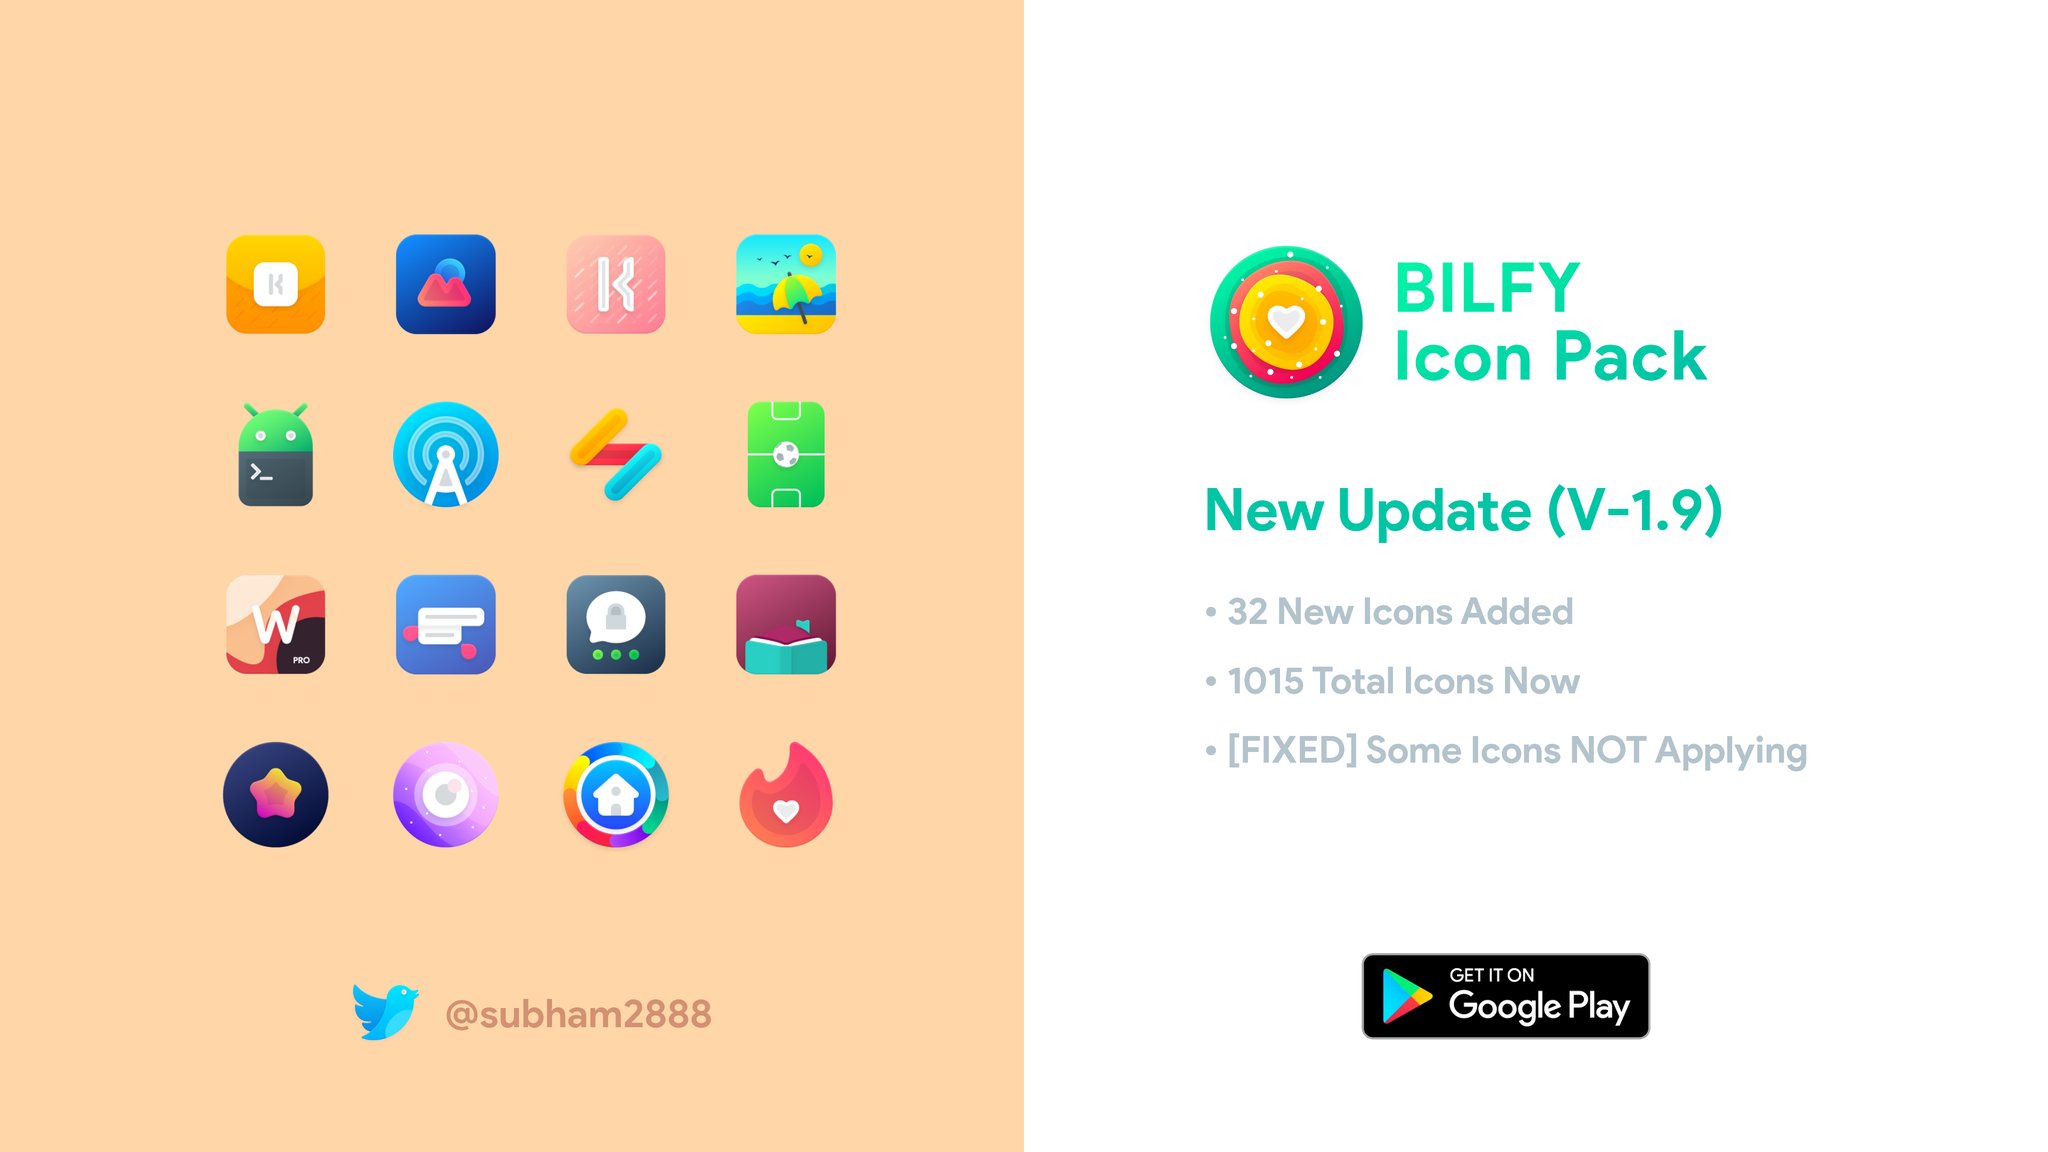 K
K
>_
W
PRO
@subham2888
BILFY
Icon Pack
New Update (V-1.9)
• 32 New Icons Added
• 1015 Total Icons Now
• [FIXED] Some Icons NOT Applying
GET IT ON
Google Play